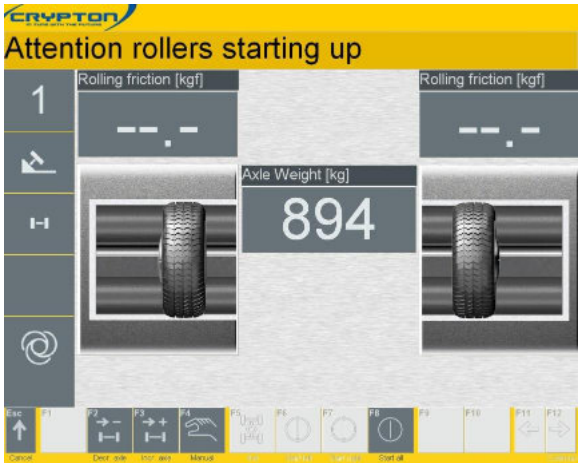 CRYPTON
Attention rollers starting up
Rolling friction [kgf]
Rolling friction [kgf]
1
--.-
--.-
Axle Weight [kg]
894
Esc F1 F2 F3 F4 F5 F6 F7 F8 F9 F10 F11 F12
Cancel Decr. axle Incr. axle Manual Start all